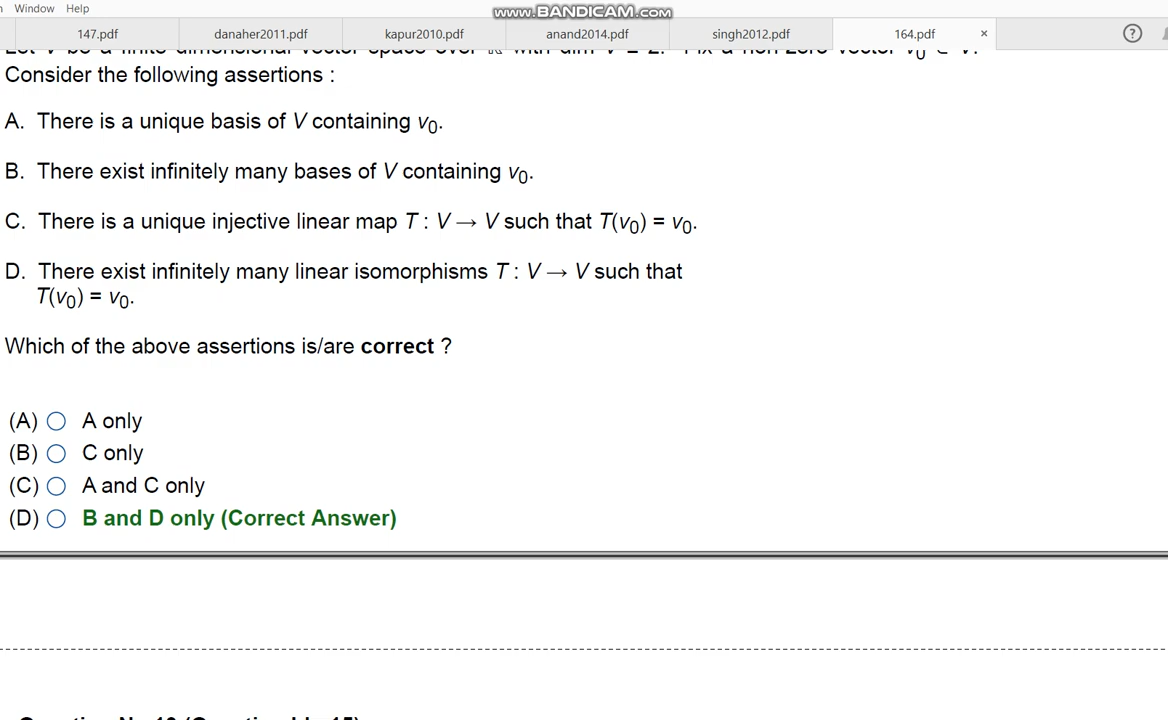 Window Help
www.BANDICAM.com
147.pdf danaher2011.pdf kapur2010.pdf anand2014.pdf singh2012.pdf 164.pdf × ?
Consider the following assertions :
A. There is a unique basis of V containing v0.
B. There exist infinitely many bases of V containing v0.
C. There is a unique injective linear map T : V → V such that T(v0) = v0.
D. There exist infinitely many linear isomorphisms T : V → V such that
T(v0) = v0.
Which of the above assertions is/are correct ?
(A) A only
(B) C only
(C) A and C only
(D) B and D only (Correct Answer)